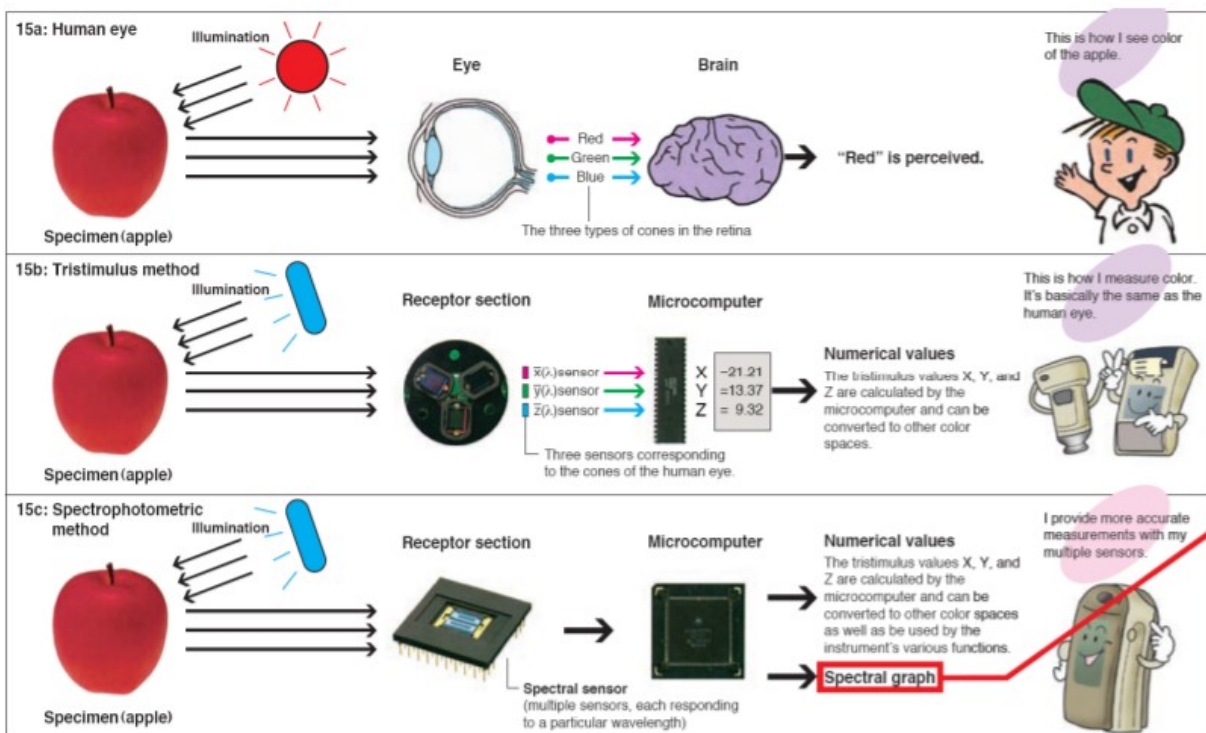 15a: Human eye
Illumination
Specimen (apple)
Eye
Red
Green
Blue
The three types of cones in the retina
Brain
“Red” is perceived.
This is how I see color
of the apple.
15b: Tristimulus method
Illumination
Specimen (apple)
Receptor section
x̄(λ)sensor
ȳ(λ)sensor
z̄(λ)sensor
Three sensors corresponding
to the cones of the human eye.
Microcomputer
X =21.21
Y =13.37
Z = 9.32
Numerical values
The tristimulus values X, Y, and
Z are calculated by the
microcomputer and can be
converted to other color
spaces.
This is how I measure color.
It's basically the same as the
human eye.
15c: Spectrophotometric
method
Illumination
Specimen (apple)
Receptor section
Spectral sensor
(multiple sensors, each responding
to a particular wavelength)
Microcomputer
Numerical values
The tristimulus values X, Y, and
Z are calculated by the
microcomputer and can be
converted to other color spaces
as well as be used by the
instrument's various functions.
Spectral graph
I provide more accurate
measurements with my
multiple sensors.